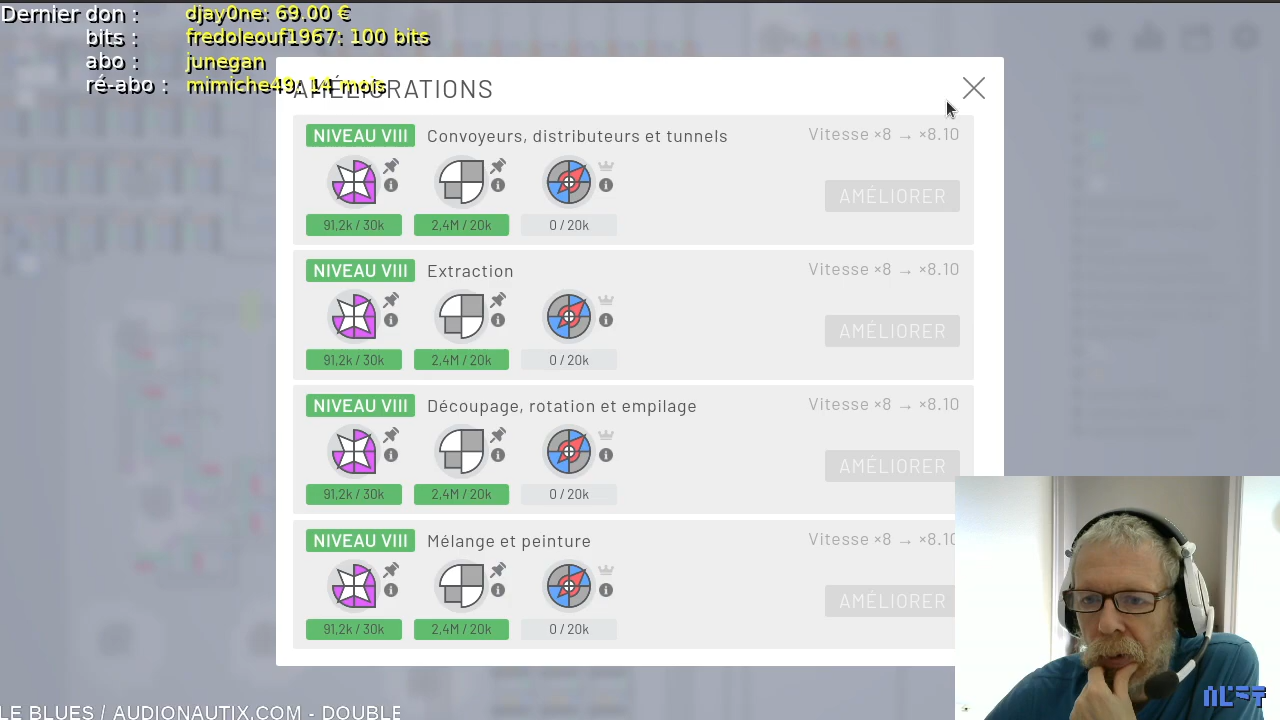 Dernier don : djay0ne: 69.00 €
bits : fredoleouf1967: 100 bits
abo : junegan
ré-abo : mimiche49: 14 mois
AMÉLIORATIONS
NIVEAU VIII Convoyeurs, distributeurs et tunnels Vitesse ×8 → ×8.10
91,2k / 30k 2,4M / 20k 0 / 20k AMÉLIORER
NIVEAU VIII Extraction Vitesse ×8 → ×8.10
91,2k / 30k 2,4M / 20k 0 / 20k AMÉLIORER
NIVEAU VIII Découpage, rotation et empilage Vitesse ×8 → ×8.10
91,2k / 30k 2,4M / 20k 0 / 20k AMÉLIORER
NIVEAU VIII Mélange et peinture Vitesse ×8 → ×8.10
91,2k / 30k 2,4M / 20k 0 / 20k AMÉLIORER
LE BLUES / AUDIONAUTIX.COM - DOUBLE